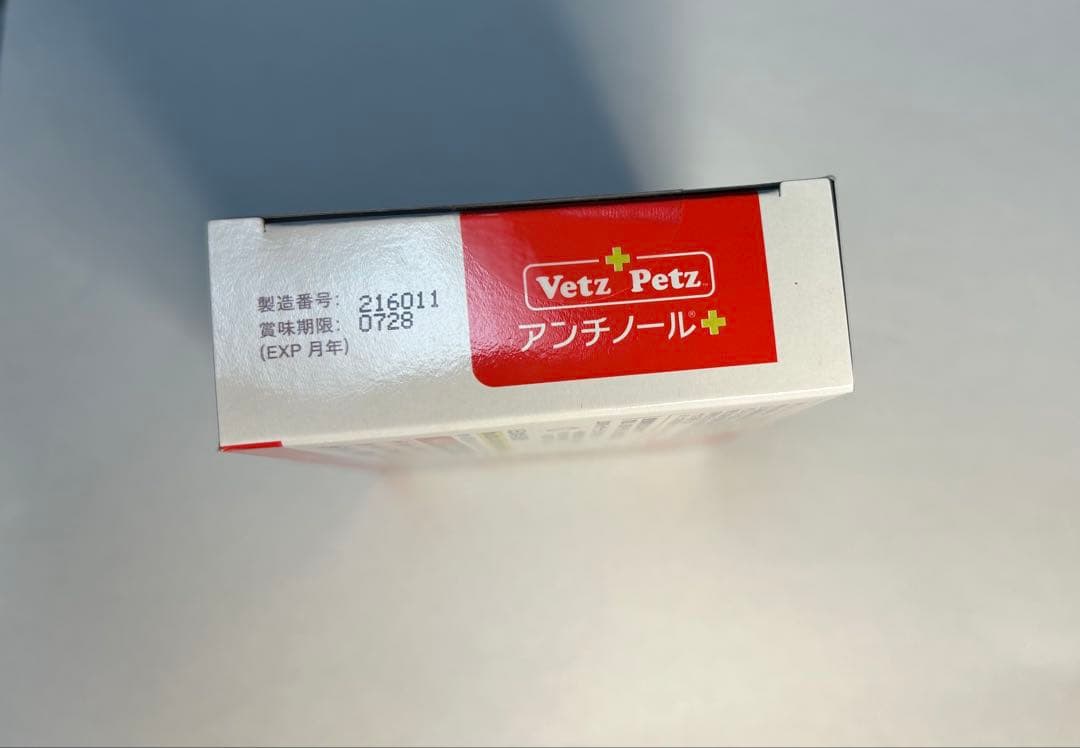 製造番号: 216011
賞味期限: 0728
(EXP 月年)
Vetz Petz™
アンチノール®